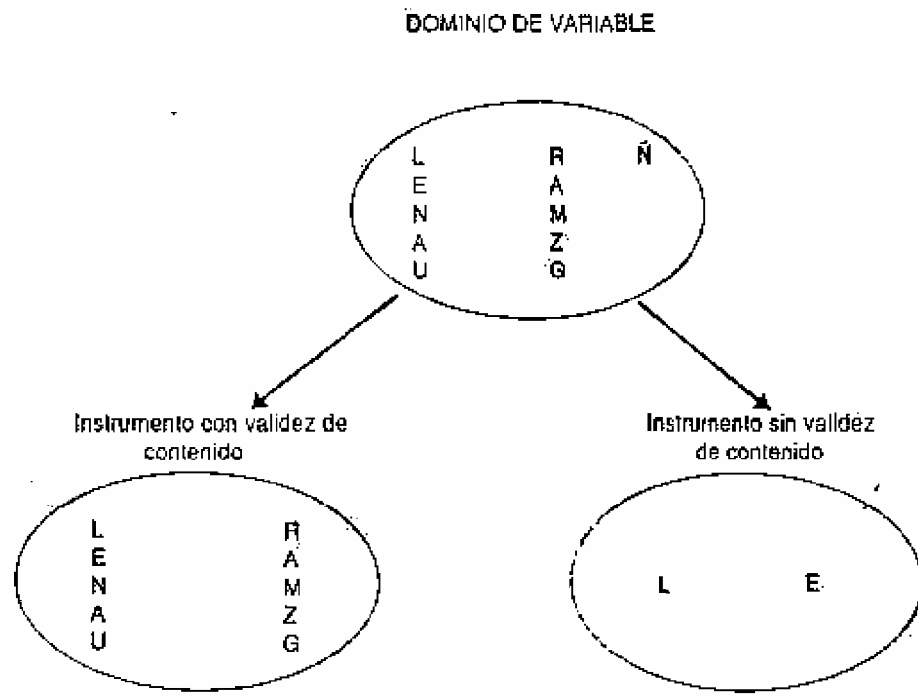 DOMINIO DE VARIABLE
L R Ñ
E A
N M
A Z
U G
Instrumento con validez de
contenido
L R
E A
N M
A Z
U G
Instrumento sin validez
de contenido
L E